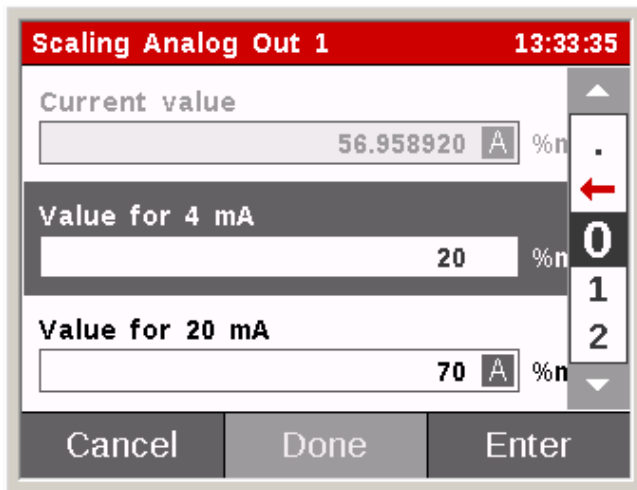 Scaling Analog Out 1 13:33:35
Current value
56.958920 A %
.
Value for 4 mA
20 %
0
1
Value for 20 mA
2
70 A %
Cancel Done Enter